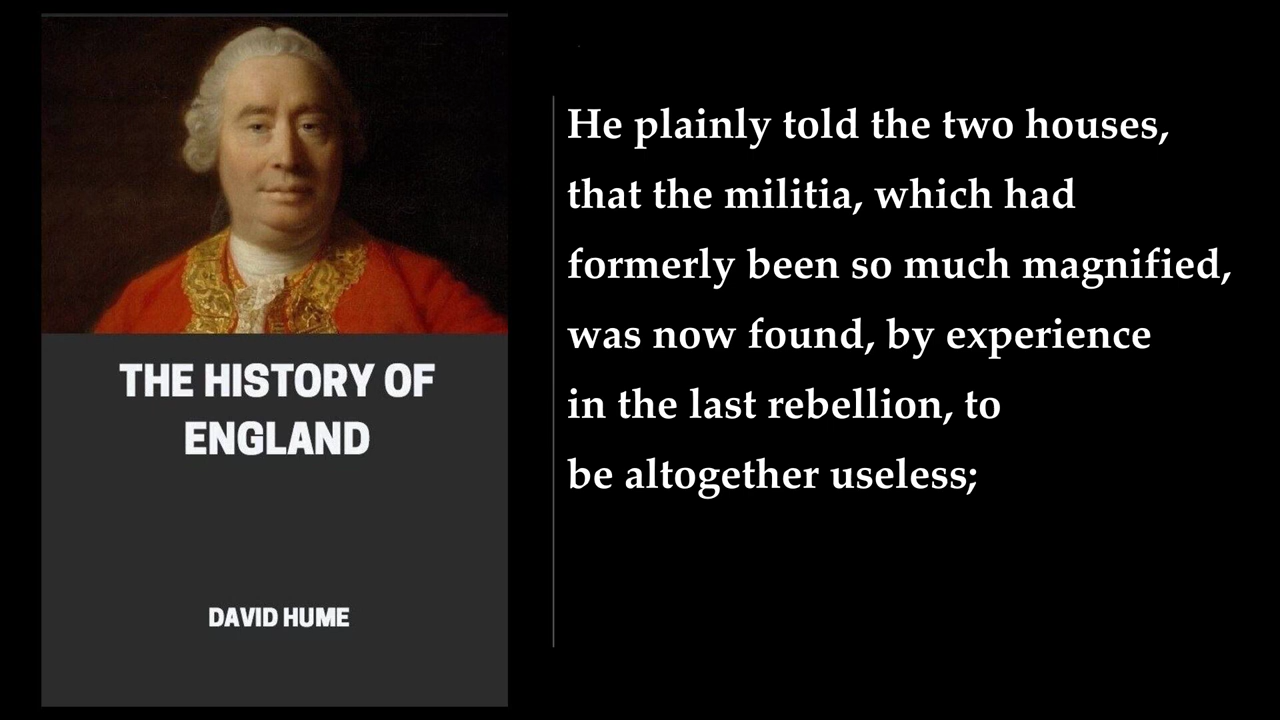 THE HISTORY OF
ENGLAND
DAVID HUME
He plainly told the two houses,
that the militia, which had
formerly been so much magnified,
was now found, by experience
in the last rebellion, to
be altogether useless;